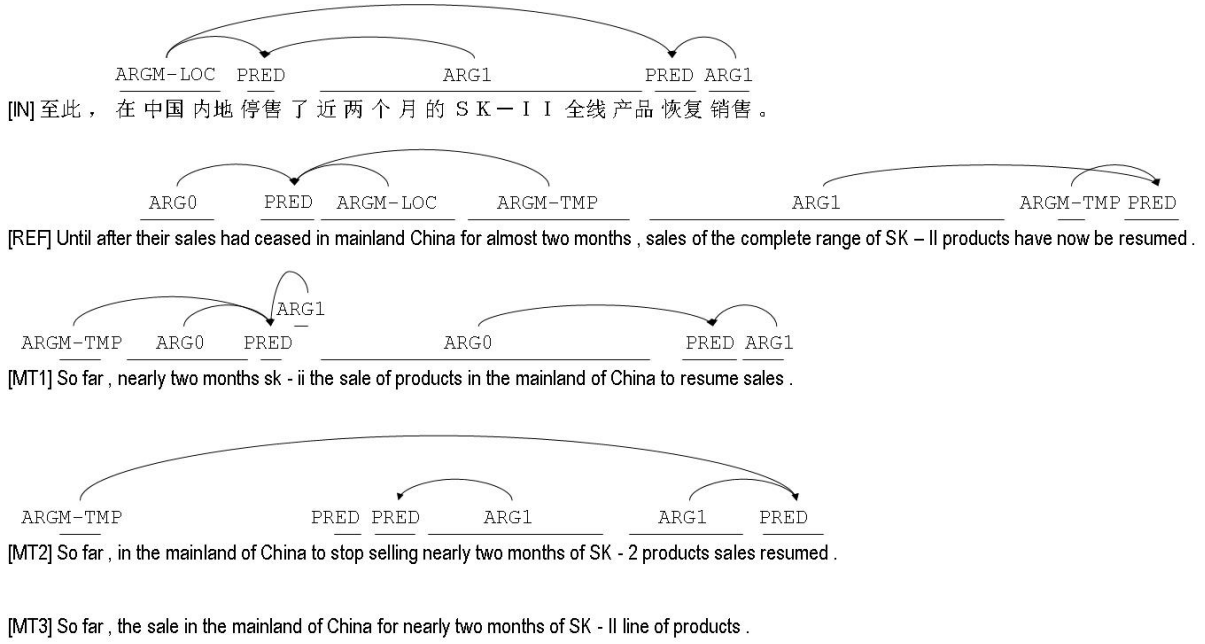 ARGM-LOC PRED ARG1 PRED ARG1
[IN] 至此 ， 在 中国 内地 停售 了 近 两 个 月 的 ＳＫ－ＩＩ 全线 产品 恢复 销售 。
ARG0 PRED ARGM-LOC ARGM-TMP ARG1 ARGM-TMP PRED
[REF] Until after their sales had ceased in mainland China for almost two months , sales of the complete range of SK – II products have now be resumed .
ARG1
ARGM-TMP ARG0 PRED ARG0 PRED ARG1
[MT1] So far , nearly two months sk - ii the sale of products in the mainland of China to resume sales .
ARGM-TMP PRED PRED ARG1 ARG1 PRED
[MT2] So far , in the mainland of China to stop selling nearly two months of SK - 2 products sales resumed .
[MT3] So far , the sale in the mainland of China for nearly two months of SK - II line of products .